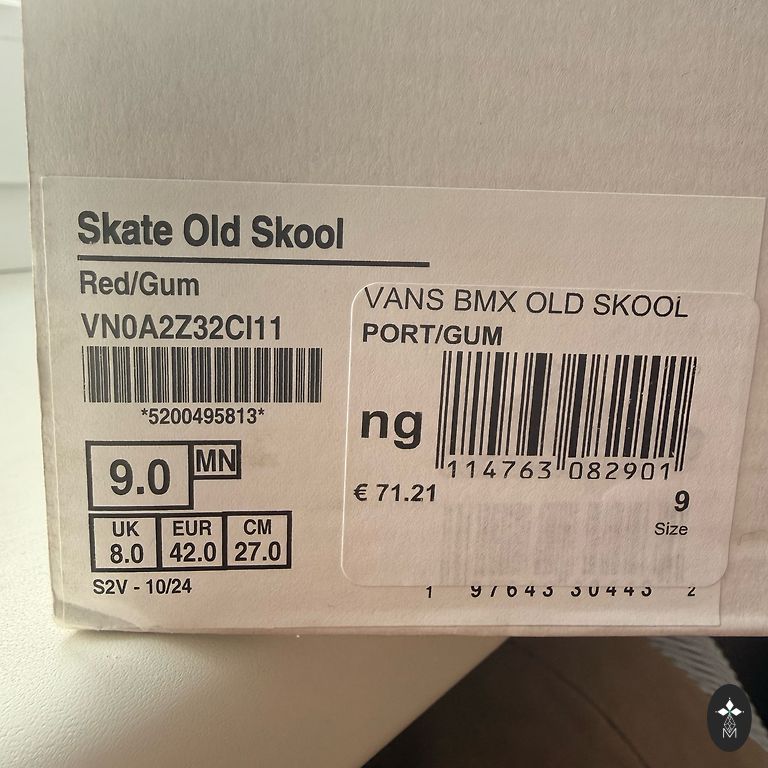 Skate Old Skool
Red/Gum
VN0A2Z32CI11
*5200495813*
9.0 MN
UK EUR CM
8.0 42.0 27.0
S2V - 10/24
VANS BMX OLD SKOOL
PORT/GUM
ng
114763 082901
€ 71.21
9
Size
1 97643 30443 2
M